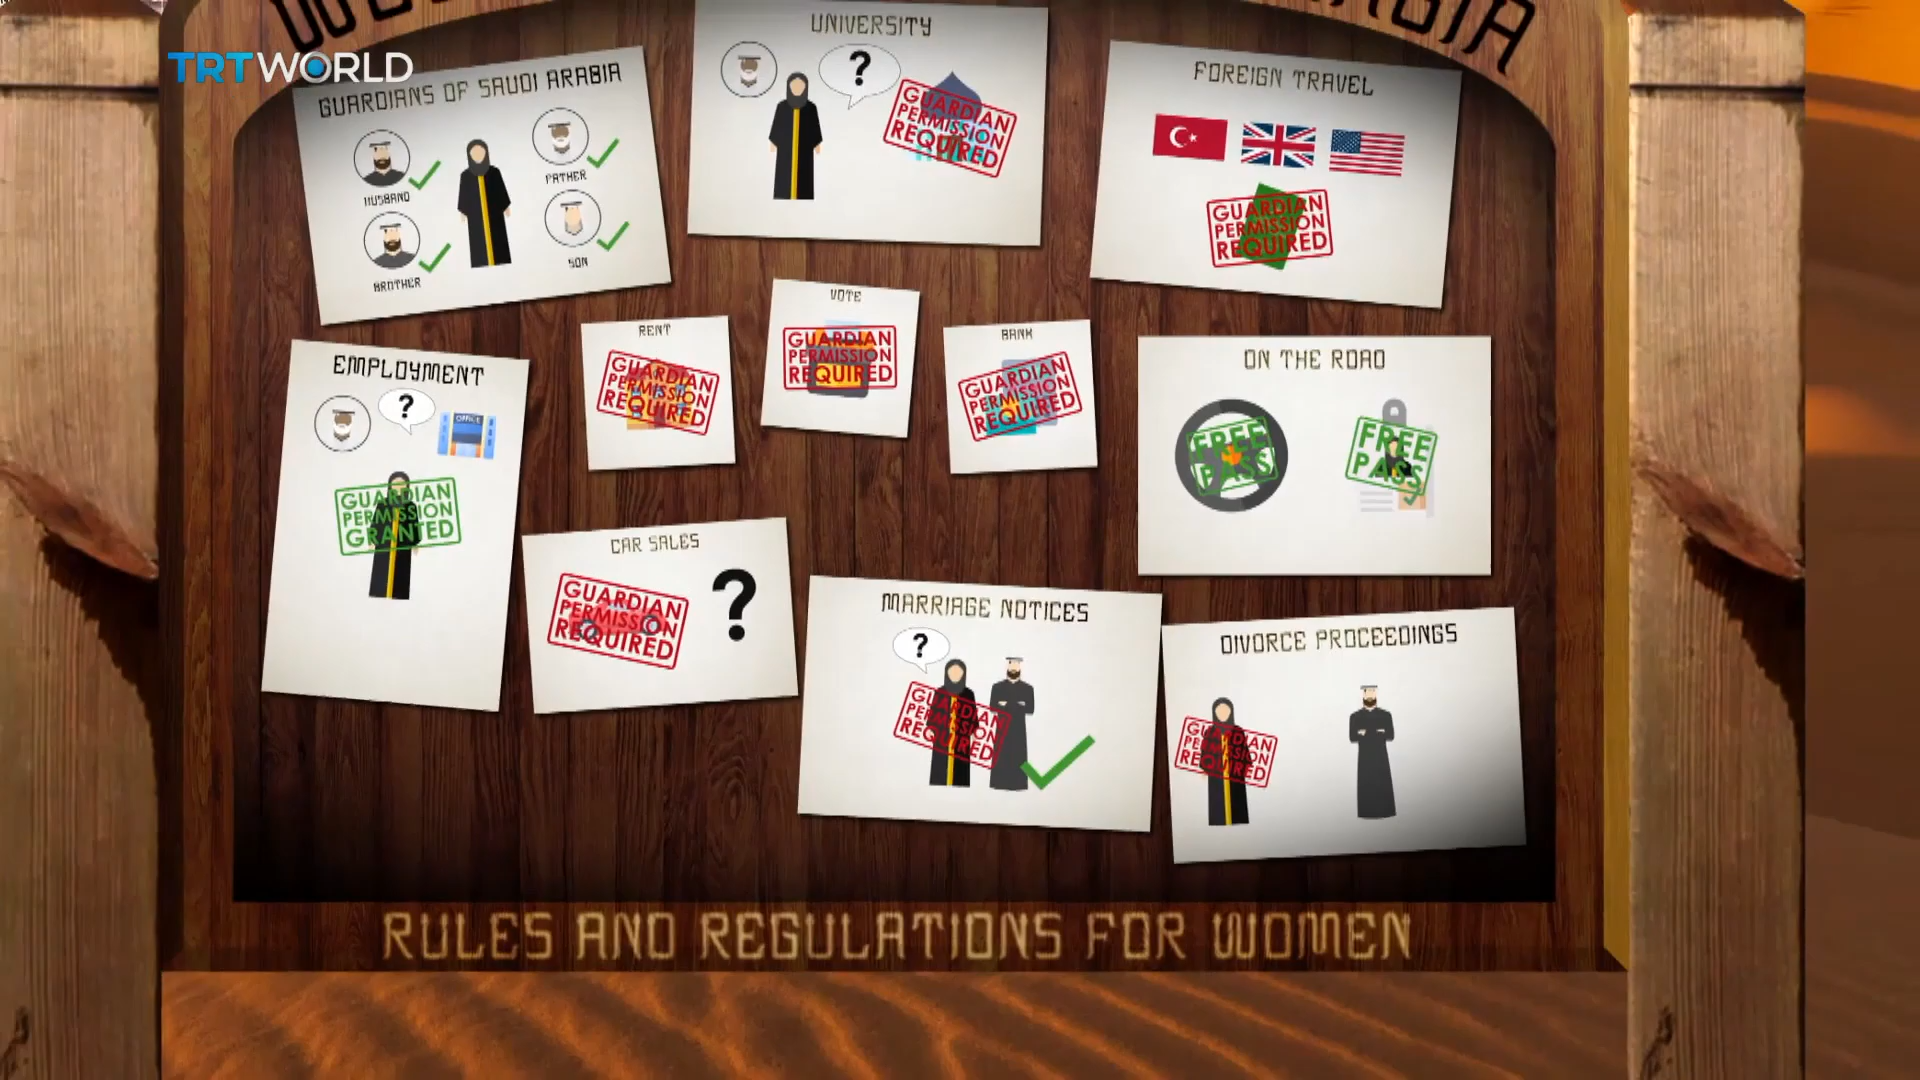 TRT WORLD
GUARDIANS OF SAUDI ARABIA
HUSBAND
FATHER
BROTHER
SON
UNIVERSITY
?
GUARDIAN
PERMISSION
REQUIRED
FOREIGN TRAVEL
GUARDIAN
PERMISSION
REQUIRED
EMPLOYMENT
?
OFFICE
GUARDIAN
PERMISSION
GRANTED
RENT
GUARDIAN
PERMISSION
REQUIRED
VOTE
GUARDIAN
PERMISSION
REQUIRED
BANK
GUARDIAN
PERMISSION
REQUIRED
ON THE ROAD
FREE
PASS
FREE
PASS
CAR SALES
GUARDIAN
PERMISSION
REQUIRED
?
MARRIAGE NOTICES
?
GUARDIAN
PERMISSION
REQUIRED
DIVORCE PROCEEDINGS
GUARDIAN
PERMISSION
REQUIRED
RULES AND REGULATIONS FOR WOMEN